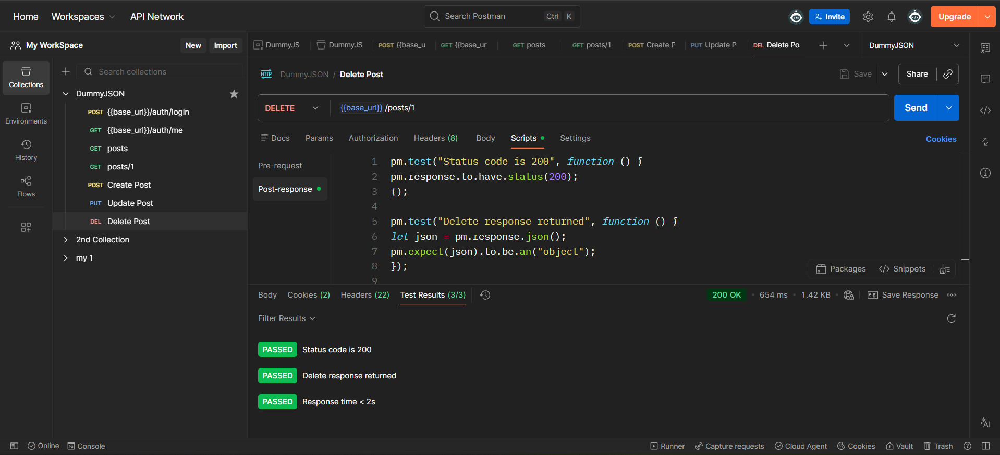 Home Workspaces API Network Search Postman Ctrl K Invite Upgrade
My WorkSpace New Import DummyJS DummyJS POST {{base_u GET {{base_ur GET posts GET posts/1 POST Create P PUT Update P DEL Delete Po DummyJSON
Collections
Environments
History
Flows
Search collections
DummyJSON
POST {{base_url}}/auth/login
GET {{base_url}}/auth/me
GET posts
GET posts/1
POST Create Post
PUT Update Post
DEL Delete Post
2nd Collection
my 1
HTTP DummyJSON / Delete Post Save Share
DELETE {{base_url}} /posts/1 Send
Docs Params Authorization Headers (8) Body Scripts Settings Cookies
Pre-request
Post-response
1 pm.test("Status code is 200", function () {
2 pm.response.to.have.status(200);
3 });
4
5 pm.test("Delete response returned", function () {
6 let json = pm.response.json();
7 pm.expect(json).to.be.an("object");
8 });
9
Packages Snippets
Body Cookies (2) Headers (22) Test Results (3/3) 200 OK 654 ms 1.42 KB e.g. Save Response
Filter Results
PASSED Status code is 200
PASSED Delete response returned
PASSED Response time < 2s
AI
Online Console Runner Capture requests Cloud Agent Cookies Vault Trash